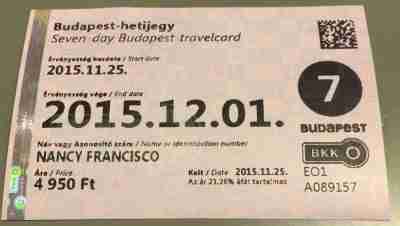 Budapest-hetijegy
Seven-day Budapest-travelcard
Érvényesség kezdete / Start date
2015.11.25.
Érvényesség vége / End date
2015.12.01.
7
BUDAPEST
Név vagy Azonosító szám / Name or identification number
NANCY FRANCISCO
BKK
Ára / Price
4 950 Ft
Kelt / Date 2015.11.25.
Az ár 21,26% áfát tartalmaz
EO1
A089157